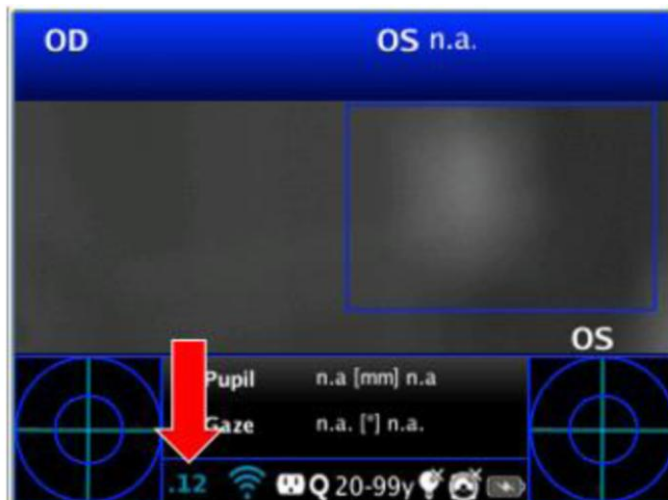 OD OS n.a.
OS
Pupil n.a [mm] n.a
Gaze n.a. [°] n.a.
.12 Q 20-99y